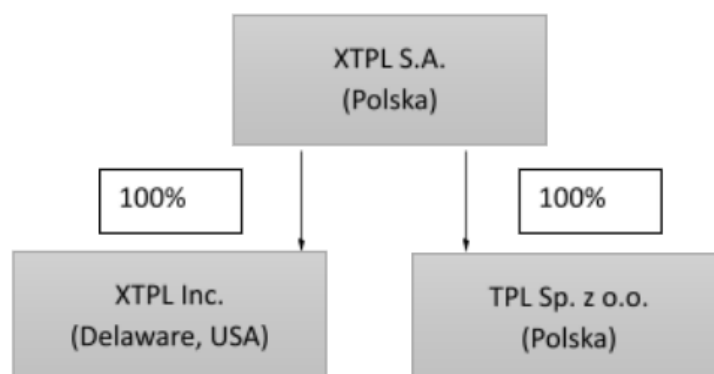 XTPL S.A.
(Polska)
100%
100%
XTPL Inc.
(Delaware, USA)
TPL Sp. z o.o.
(Polska)